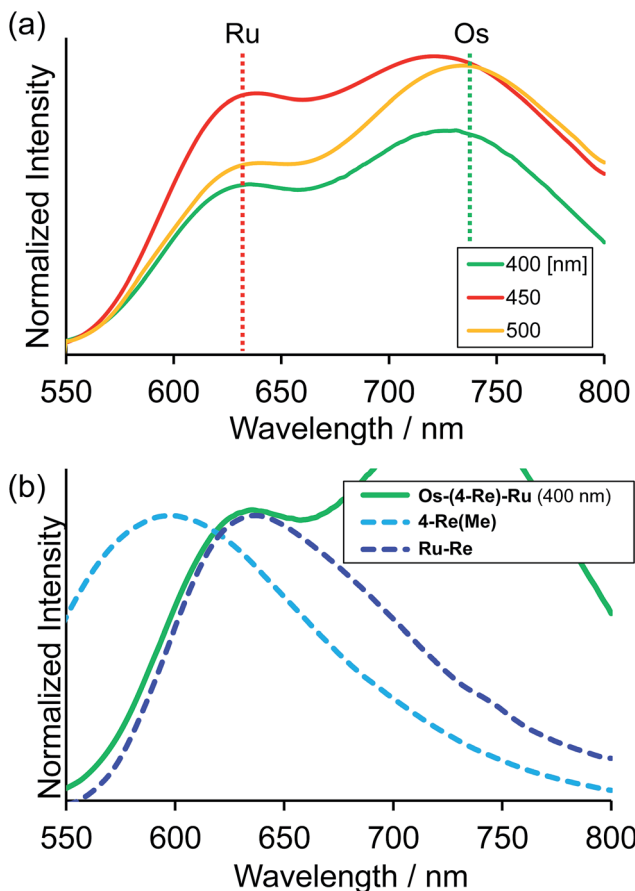 (a)
Ru Os
Normalized Intensity
400 [nm]
450
500
550 600 650 700 750 800
Wavelength / nm
(b)
Os-(4-Re)-Ru (400 nm)
4-Re(Me)
Ru-Re
Normalized Intensity
550 600 650 700 750 800
Wavelength / nm